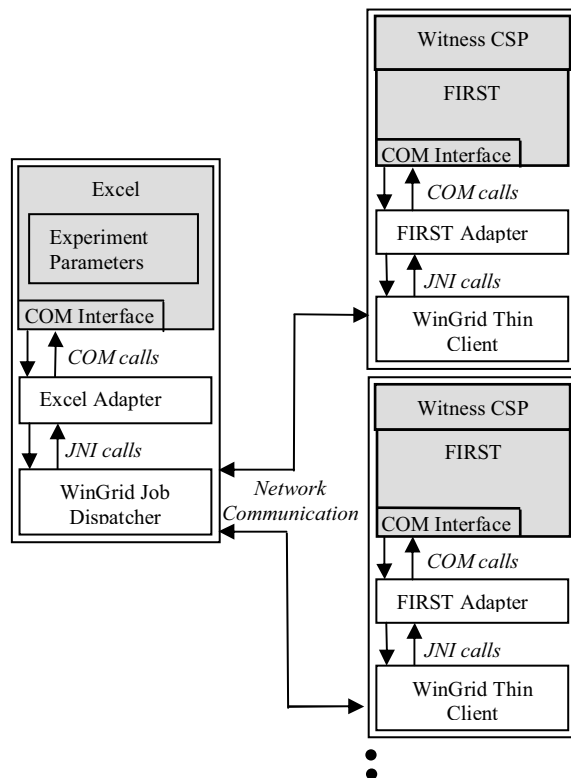 Excel
Experiment
Parameters
COM Interface
COM calls
Excel Adapter
JNI calls
WinGrid Job
Dispatcher
Network
Communication
Witness CSP
FIRST
COM Interface
COM calls
FIRST Adapter
JNI calls
WinGrid Thin
Client
Witness CSP
FIRST
COM Interface
COM calls
FIRST Adapter
JNI calls
WinGrid Thin
Client